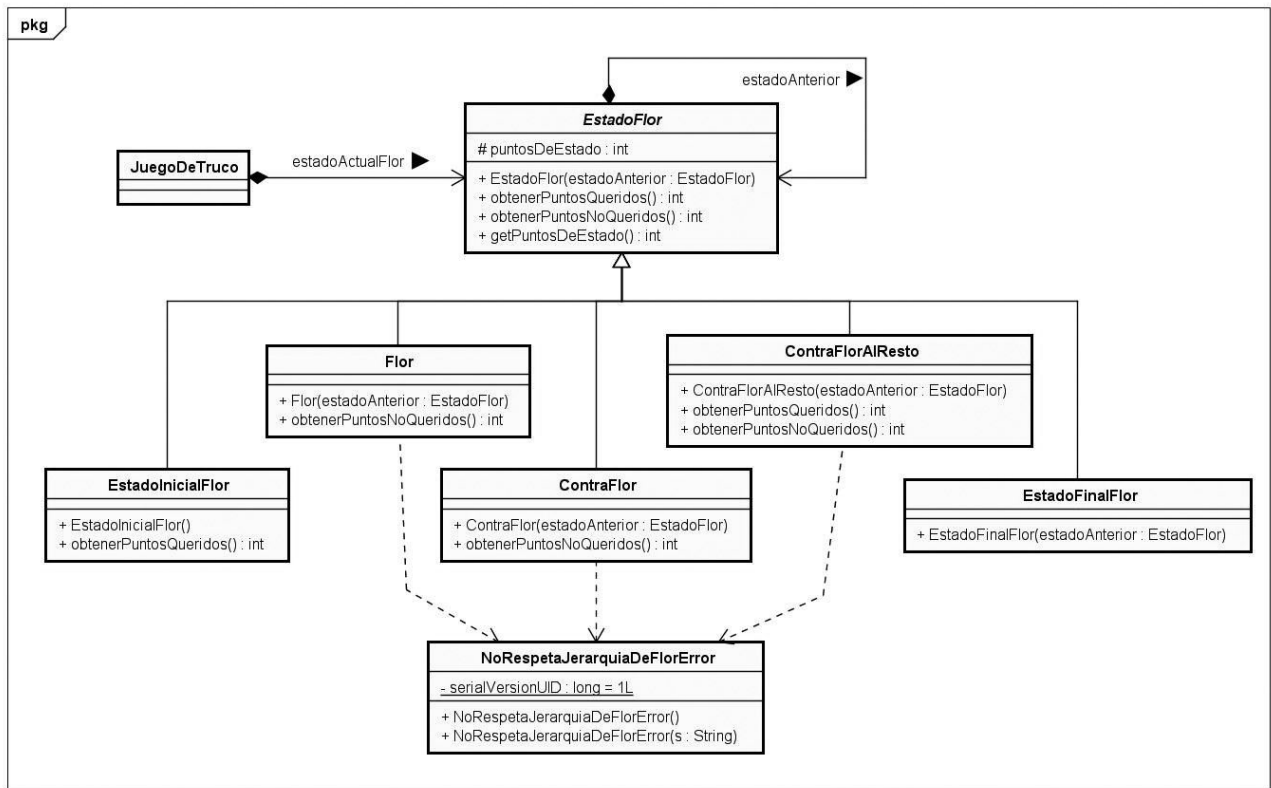 pkg
estadoAnterior ▶
EstadoFlor
# puntosDeEstado : int
+ EstadoFlor(estadoAnterior : EstadoFlor)
+ obtenerPuntosQueridos() : int
+ obtenerPuntosNoQueridos() : int
+ getPuntosDeEstado() : int
JuegoDeTruco
estadoActualFlor ▶
Flor
+ Flor(estadoAnterior : EstadoFlor)
+ obtenerPuntosNoQueridos() : int
ContraFlorAlResto
+ ContraFlorAlResto(estadoAnterior : EstadoFlor)
+ obtenerPuntosQueridos() : int
+ obtenerPuntosNoQueridos() : int
EstadoInicialFlor
+ EstadoInicialFlor()
+ obtenerPuntosQueridos() : int
ContraFlor
+ ContraFlor(estadoAnterior : EstadoFlor)
+ obtenerPuntosNoQueridos() : int
EstadoFinalFlor
+ EstadoFinalFlor(estadoAnterior : EstadoFlor)
NoRespetaJerarquiaDeFlorError
- serialVersionUID : long = 1L
+ NoRespetaJerarquiaDeFlorError()
+ NoRespetaJerarquiaDeFlorError(s : String)